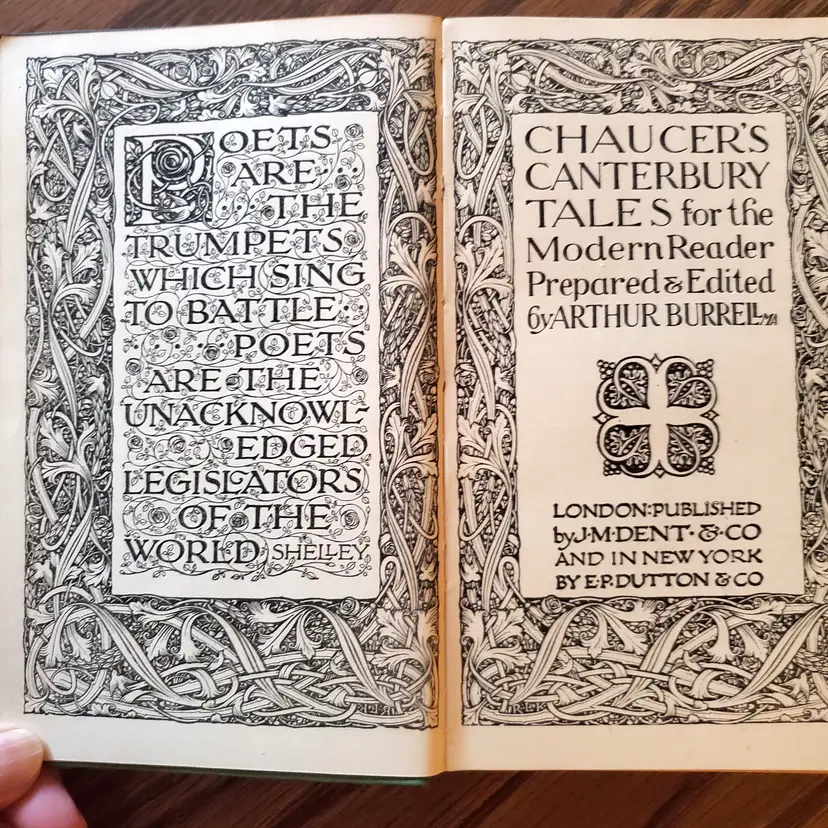 POETS
ARE
THE
TRUMPETS
WHICH SING
TO BATTLE
POETS
ARE THE
UNACKNOWL-
EDGED
LEGISLATORS
OF THE
WORLD SHELLEY
CHAUCER'S
CANTERBURY
TALES for the
Modern Reader
Prepared & Edited
by ARTHUR BURRELL MA
LONDON: PUBLISHED
by J·M·DENT·&·CO
AND IN NEW YORK
BY E·P·DUTTON & CO